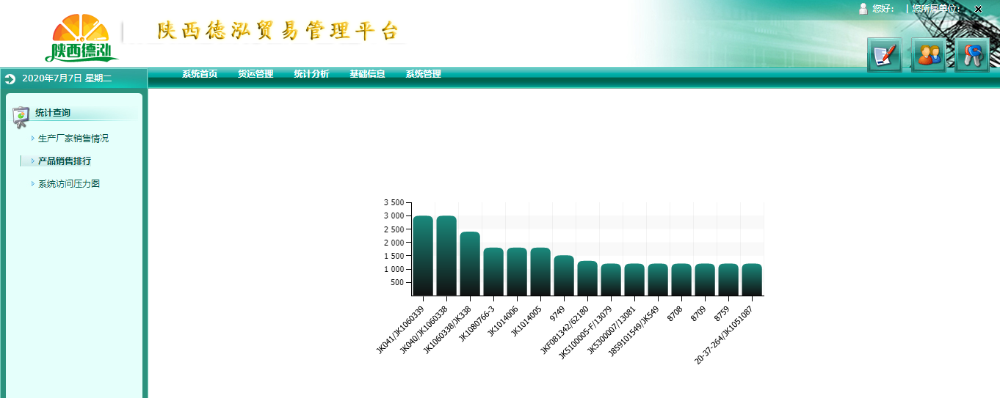 您好： | 您所属单位：
陕西德泓
陕西德泓贸易管理平台
2020年7月7日 星期二
系统首页 货运管理 统计分析 基础信息 系统管理
统计查询
生产厂家销售情况
产品销售排行
系统访问压力图
3 500
3 000
2 500
2 000
1 500
1 000
500
JK041/JK1060339
JK040/JK1060338
JK1060338/JK338
JK1080766-3
JK1014006
JK1014005
9749
JKF081342/62180
JK5100005-F/13079
JK5300007/13081
J859101549/JK549
8708
8709
8759
20-37-264/JK1051087